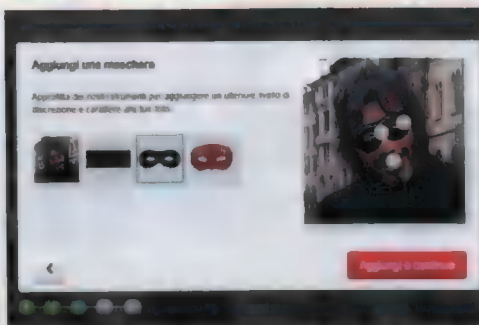 Aggiungi una maschera
Approfitta dei nostri strumenti per aggiungere un ulteriore livello di
discrezione e carattere alle tue foto.
Aggiungi e continua